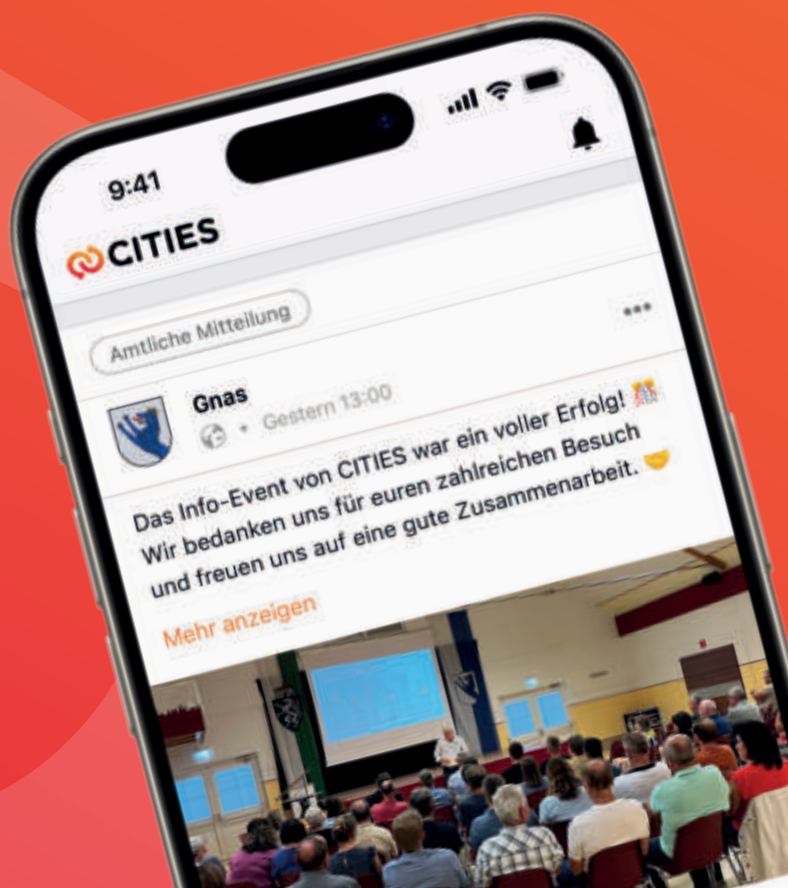 9:41
CITIES
Amtliche Mitteilung
Gnas
Gestern 13:00
Das Info-Event von CITIES war ein voller Erfolg! 🎊
Wir bedanken uns für euren zahlreichen Besuch
und freuen uns auf eine gute Zusammenarbeit. 🤝
Mehr anzeigen